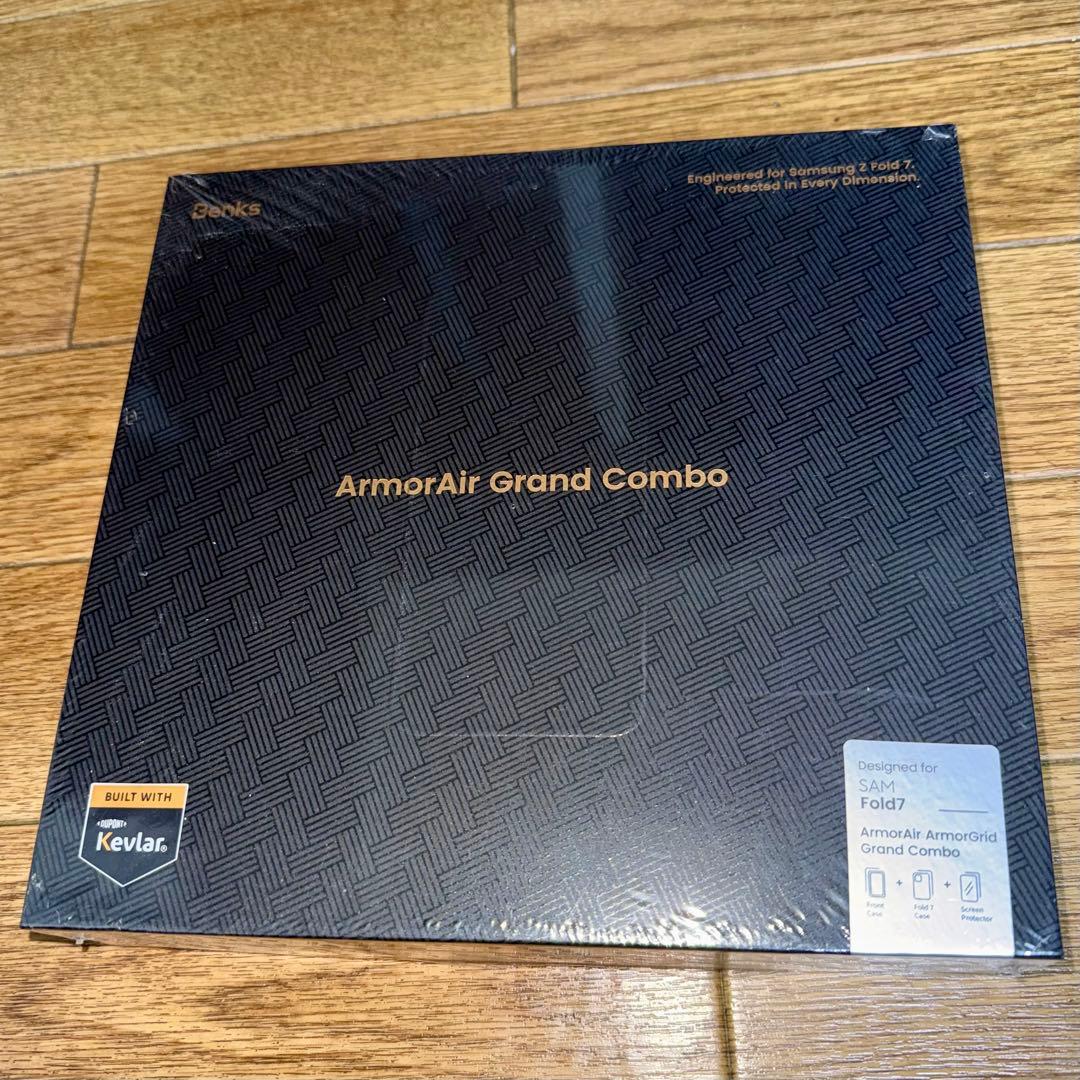 Benks
Engineered for Samsung Z Fold 7.
Protected in Every Dimension.
ArmorAir Grand Combo
BUILT WITH
DUPONT
Kevlar®
Designed for
SAM
Fold7
ArmorAir ArmorGrid
Grand Combo
+ +
Front Fold 7 Screen
Case Case Protector